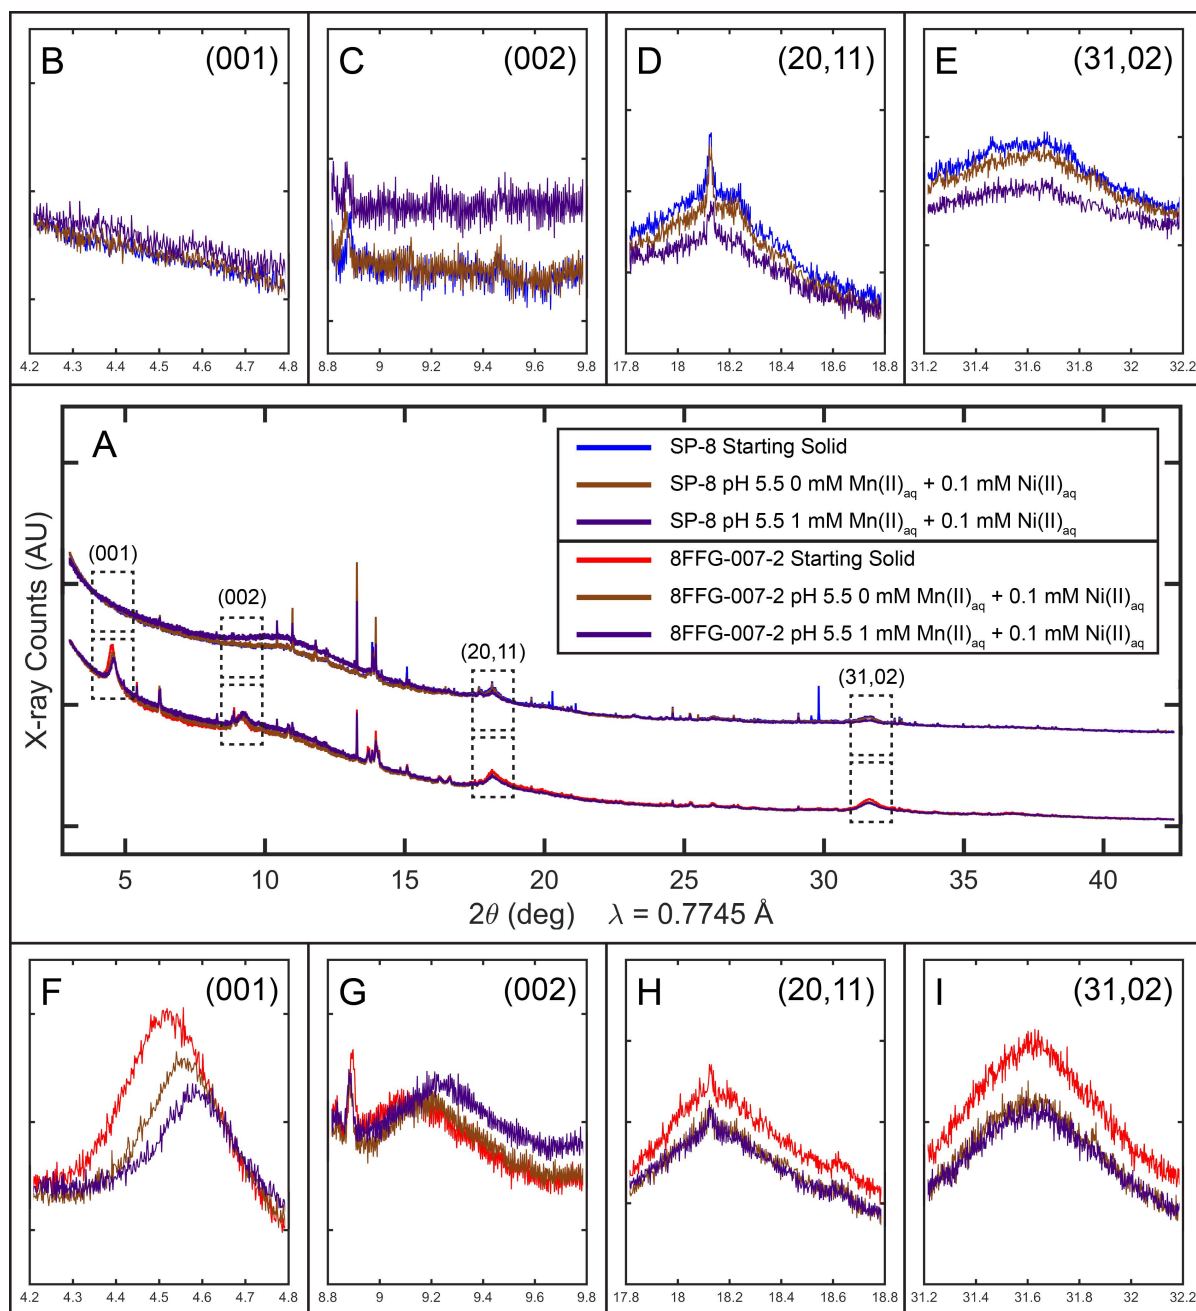 B (001)
C (002)
D (20,11)
E (31,02)
4.2 4.3 4.4 4.5 4.6 4.7 4.8
8.8 9 9.2 9.4 9.6 9.8
17.8 18 18.2 18.4 18.6 18.8
31.2 31.4 31.6 31.8 32 32.2
A
SP-8 Starting Solid
SP-8 pH 5.5 0 mM Mn(II)aq + 0.1 mM Ni(II)aq
SP-8 pH 5.5 1 mM Mn(II)aq + 0.1 mM Ni(II)aq
8FFG-007-2 Starting Solid
8FFG-007-2 pH 5.5 0 mM Mn(II)aq + 0.1 mM Ni(II)aq
8FFG-007-2 pH 5.5 1 mM Mn(II)aq + 0.1 mM Ni(II)aq
(001)
(002)
(20,11)
(31,02)
X-ray Counts (AU)
5 10 15 20 25 30 35 40
2θ (deg) λ = 0.7745 Å
F (001)
G (002)
H (20,11)
I (31,02)
4.2 4.3 4.4 4.5 4.6 4.7 4.8
8.8 9 9.2 9.4 9.6 9.8
17.8 18 18.2 18.4 18.6 18.8
31.2 31.4 31.6 31.8 32 32.2